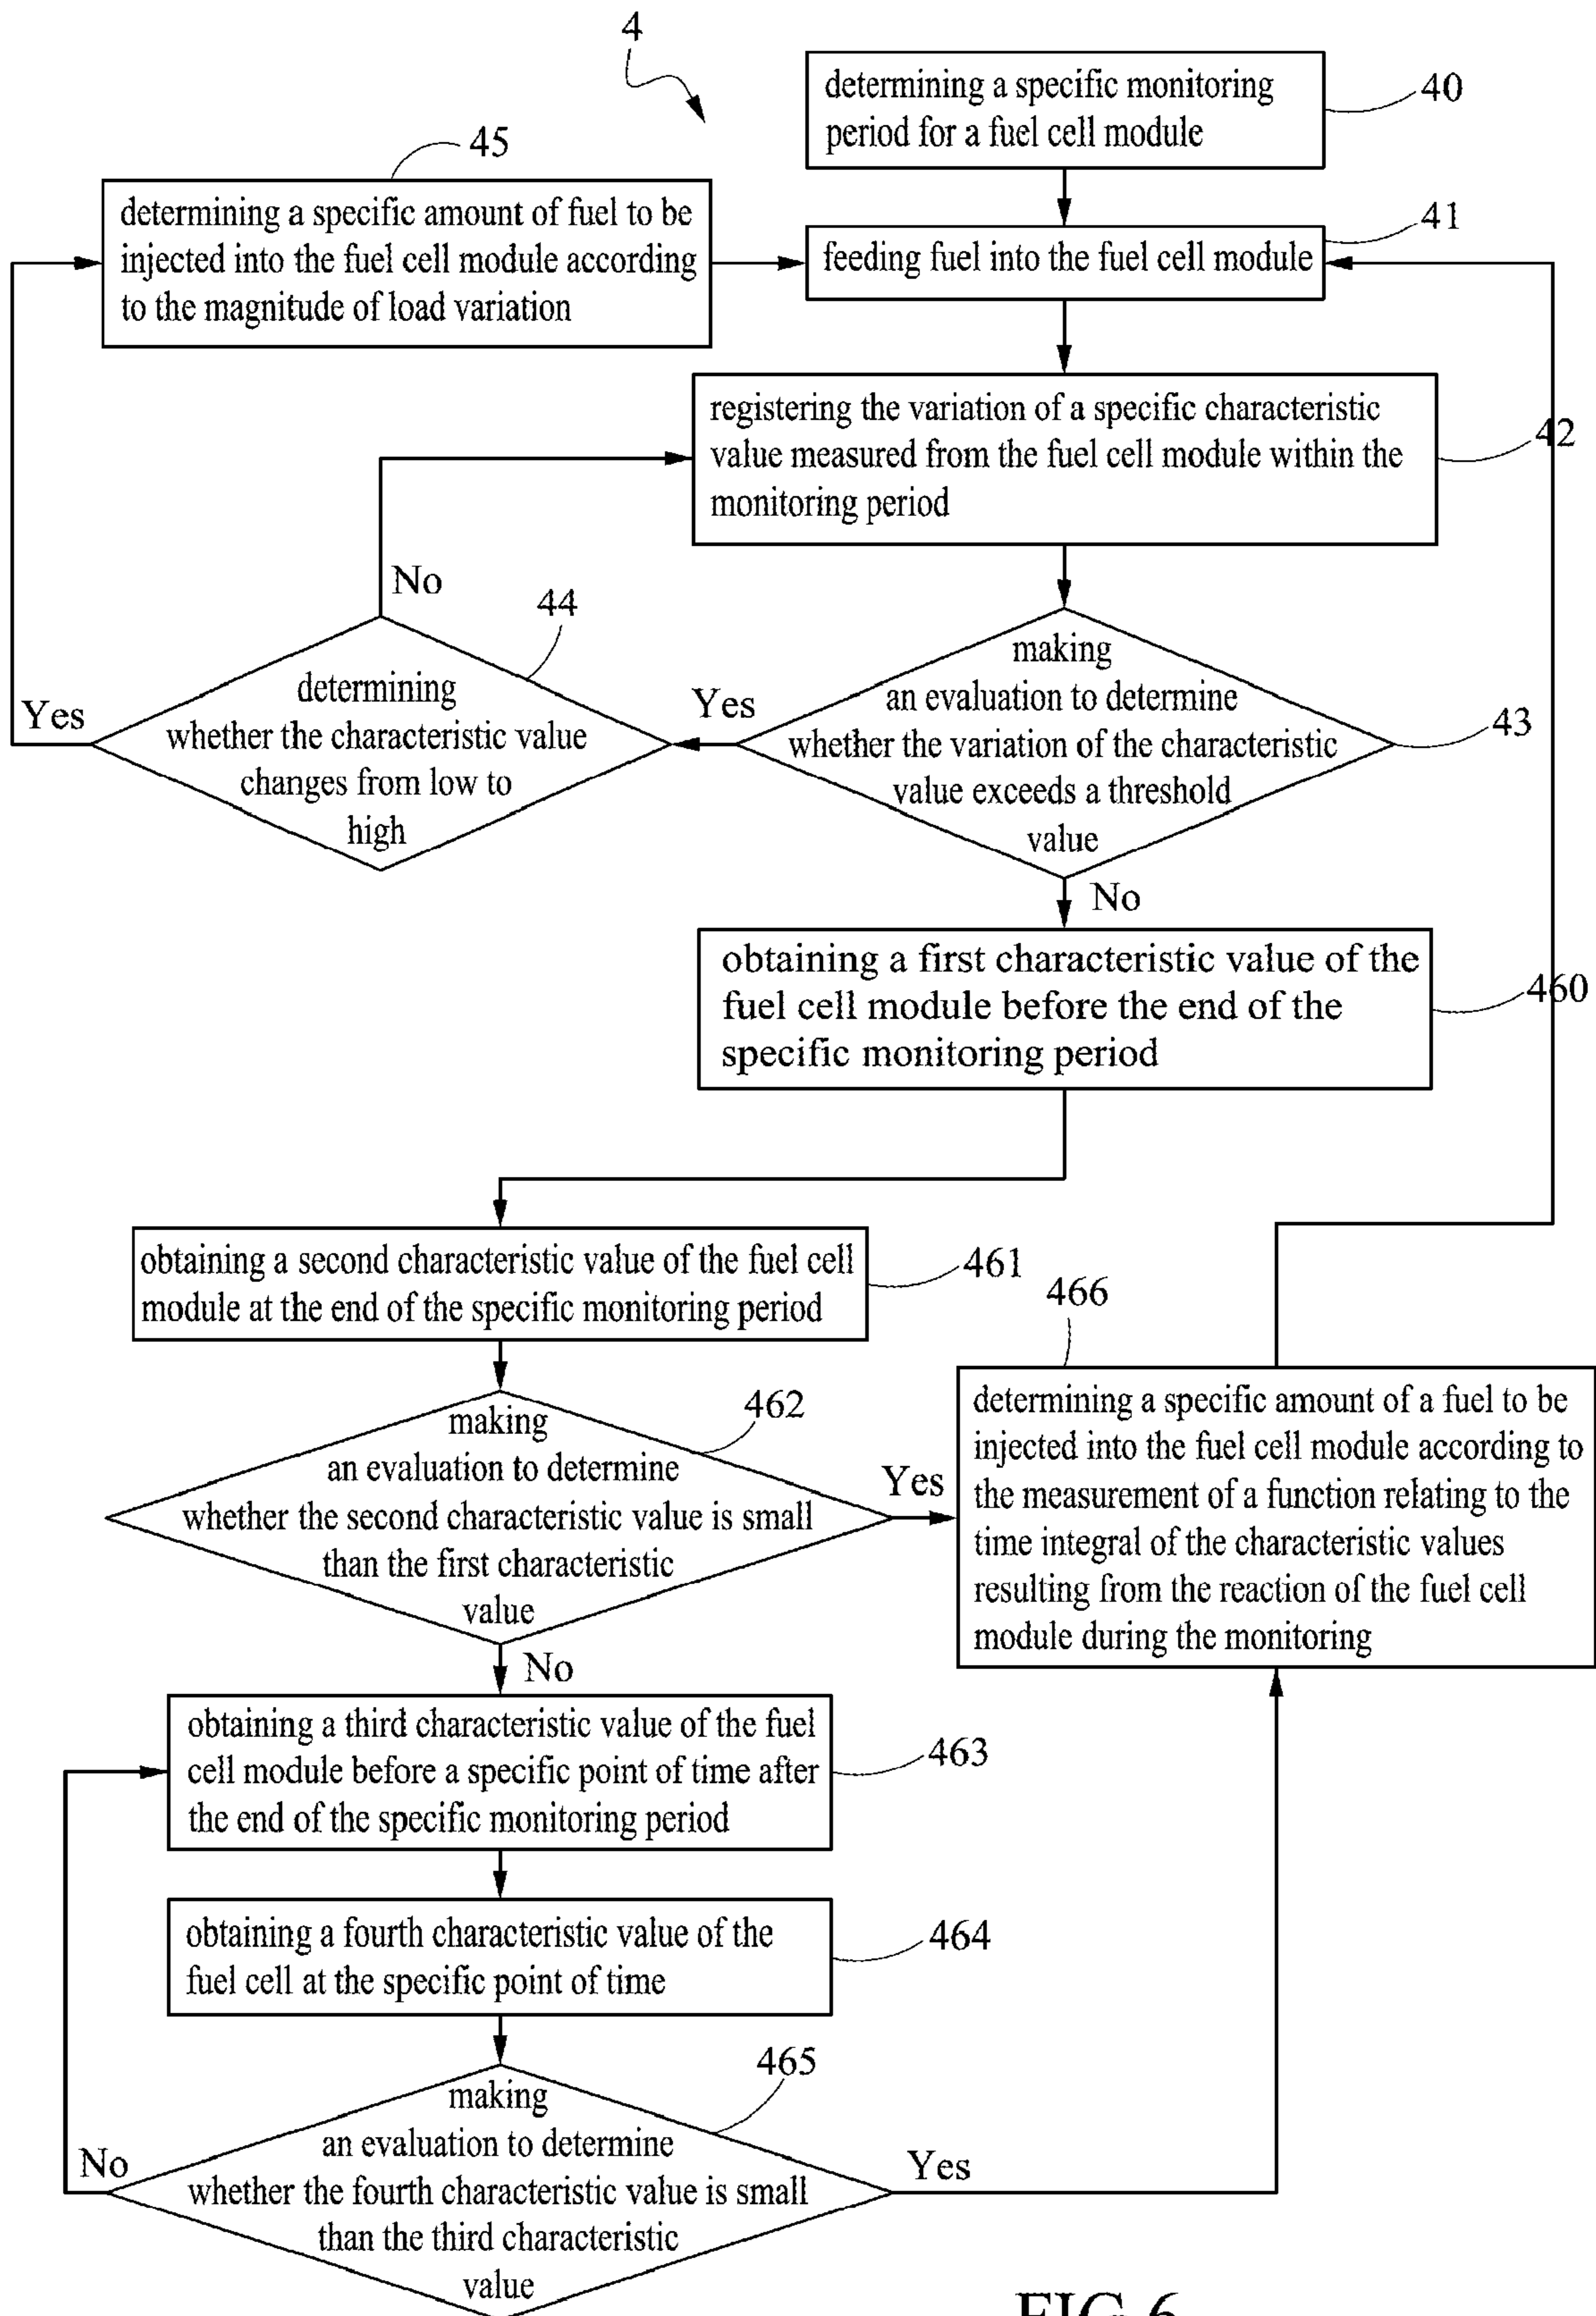 4
determining a specific monitoring
period for a fuel cell module
40
45
determining a specific amount of fuel to be
injected into the fuel cell module according
to the magnitude of load variation
41
feeding fuel into the fuel cell module
registering the variation of a specific characteristic
value measured from the fuel cell module within the
monitoring period
42
No
44
determining
whether the characteristic value
changes from low to
high
Yes
Yes
making
an evaluation to determine
whether the variation of the characteristic
value exceeds a threshold
value
43
No
obtaining a first characteristic value of the
fuel cell module before the end of the
specific monitoring period
460
obtaining a second characteristic value of the fuel cell
module at the end of the specific monitoring period
461
466
making
an evaluation to determine
whether the second characteristic value is small
than the first characteristic
value
462
Yes
determining a specific amount of a fuel to be
injected into the fuel cell module according to
the measurement of a function relating to the
time integral of the characteristic values
resulting from the reaction of the fuel cell
module during the monitoring
No
obtaining a third characteristic value of the fuel
cell module before a specific point of time after
the end of the specific monitoring period
463
obtaining a fourth characteristic value of the
fuel cell at the specific point of time
464
465
making
an evaluation to determine
whether the fourth characteristic value is small
than the third characteristic
value
No
Yes
FIG.6